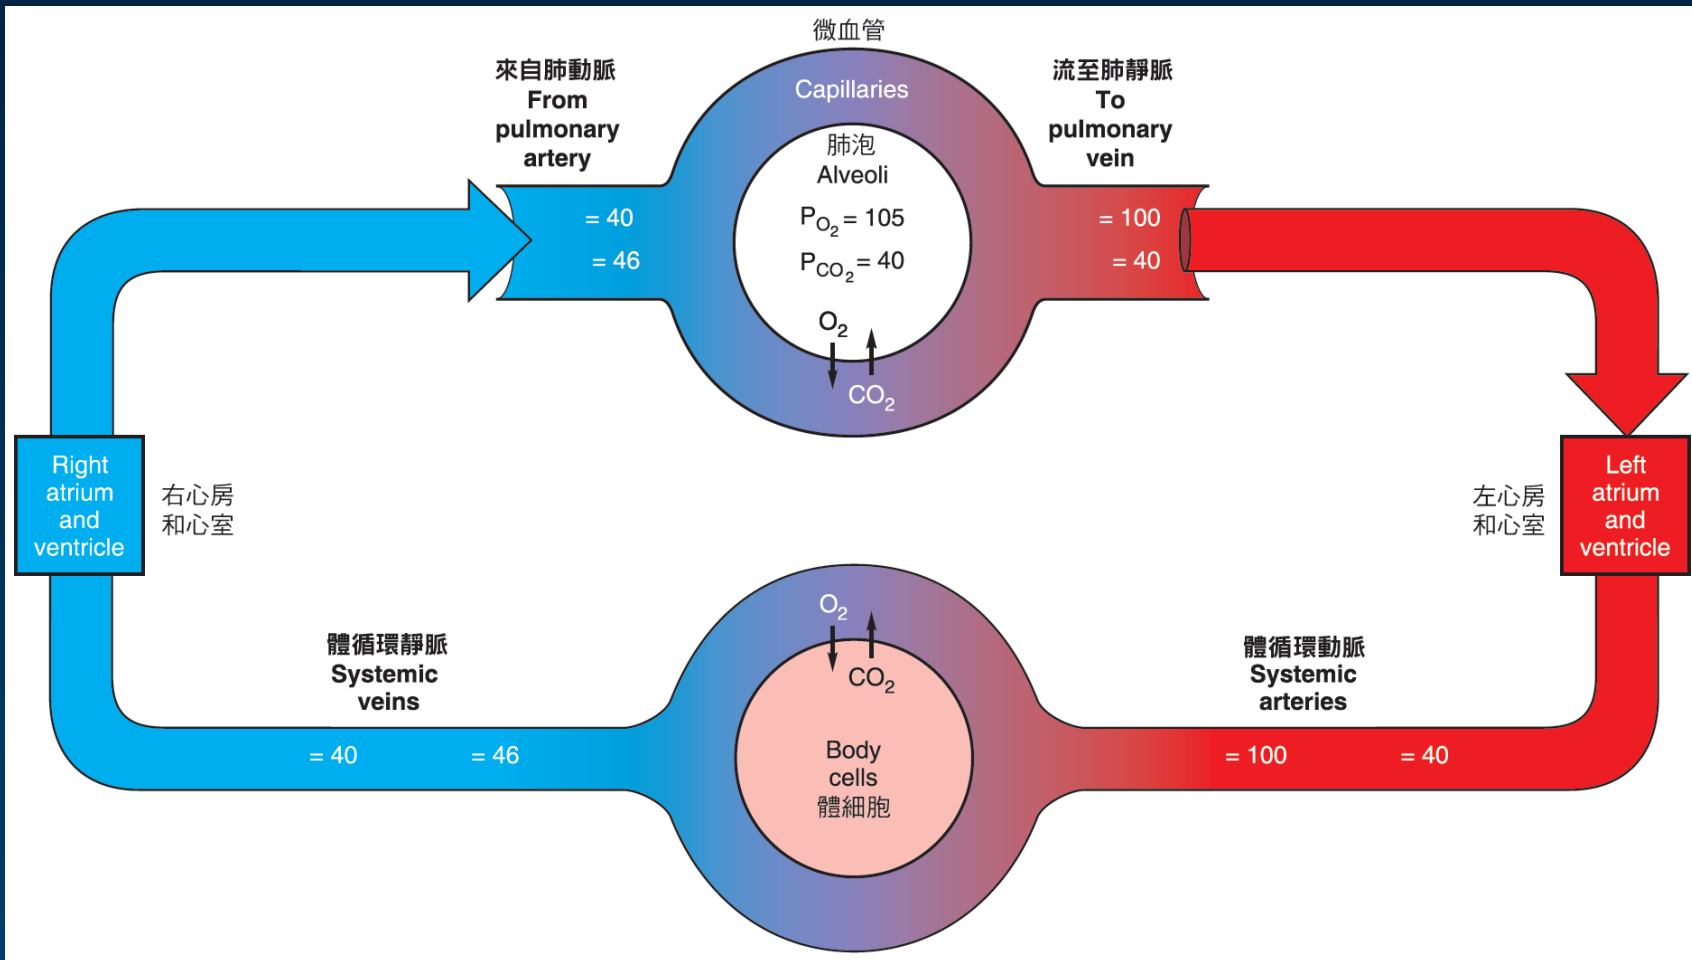 微血管
來自肺動脈
From
pulmonary
artery
Capillaries
流至肺靜脈
To
pulmonary
vein
肺泡
Alveoli
P_O₂ = 105
P_CO₂ = 40
= 40
= 46
= 100
= 40
O₂
CO₂
Right
atrium
and
ventricle
右心房
和心室
左心房
和心室
Left
atrium
and
ventricle
體循環靜脈
Systemic
veins
= 40 = 46
O₂
CO₂
Body
cells
體細胞
體循環動脈
Systemic
arteries
= 100 = 40